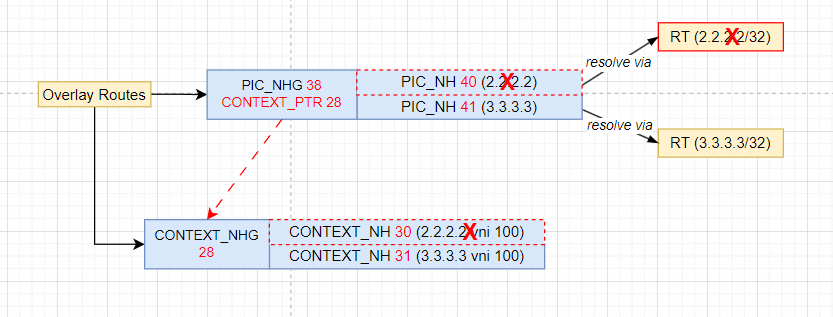 RT (2.2.2.2/32)
resolve via
PIC_NHG 38
CONTEXT_PTR 28
PIC_NH 40 (2.2.2.2)
Overlay Routes
PIC_NH 41 (3.3.3.3)
resolve via
RT (3.3.3.3/32)
CONTEXT_NHG
28
CONTEXT_NH 30 (2.2.2.2 vni 100)
CONTEXT_NH 31 (3.3.3.3 vni 100)